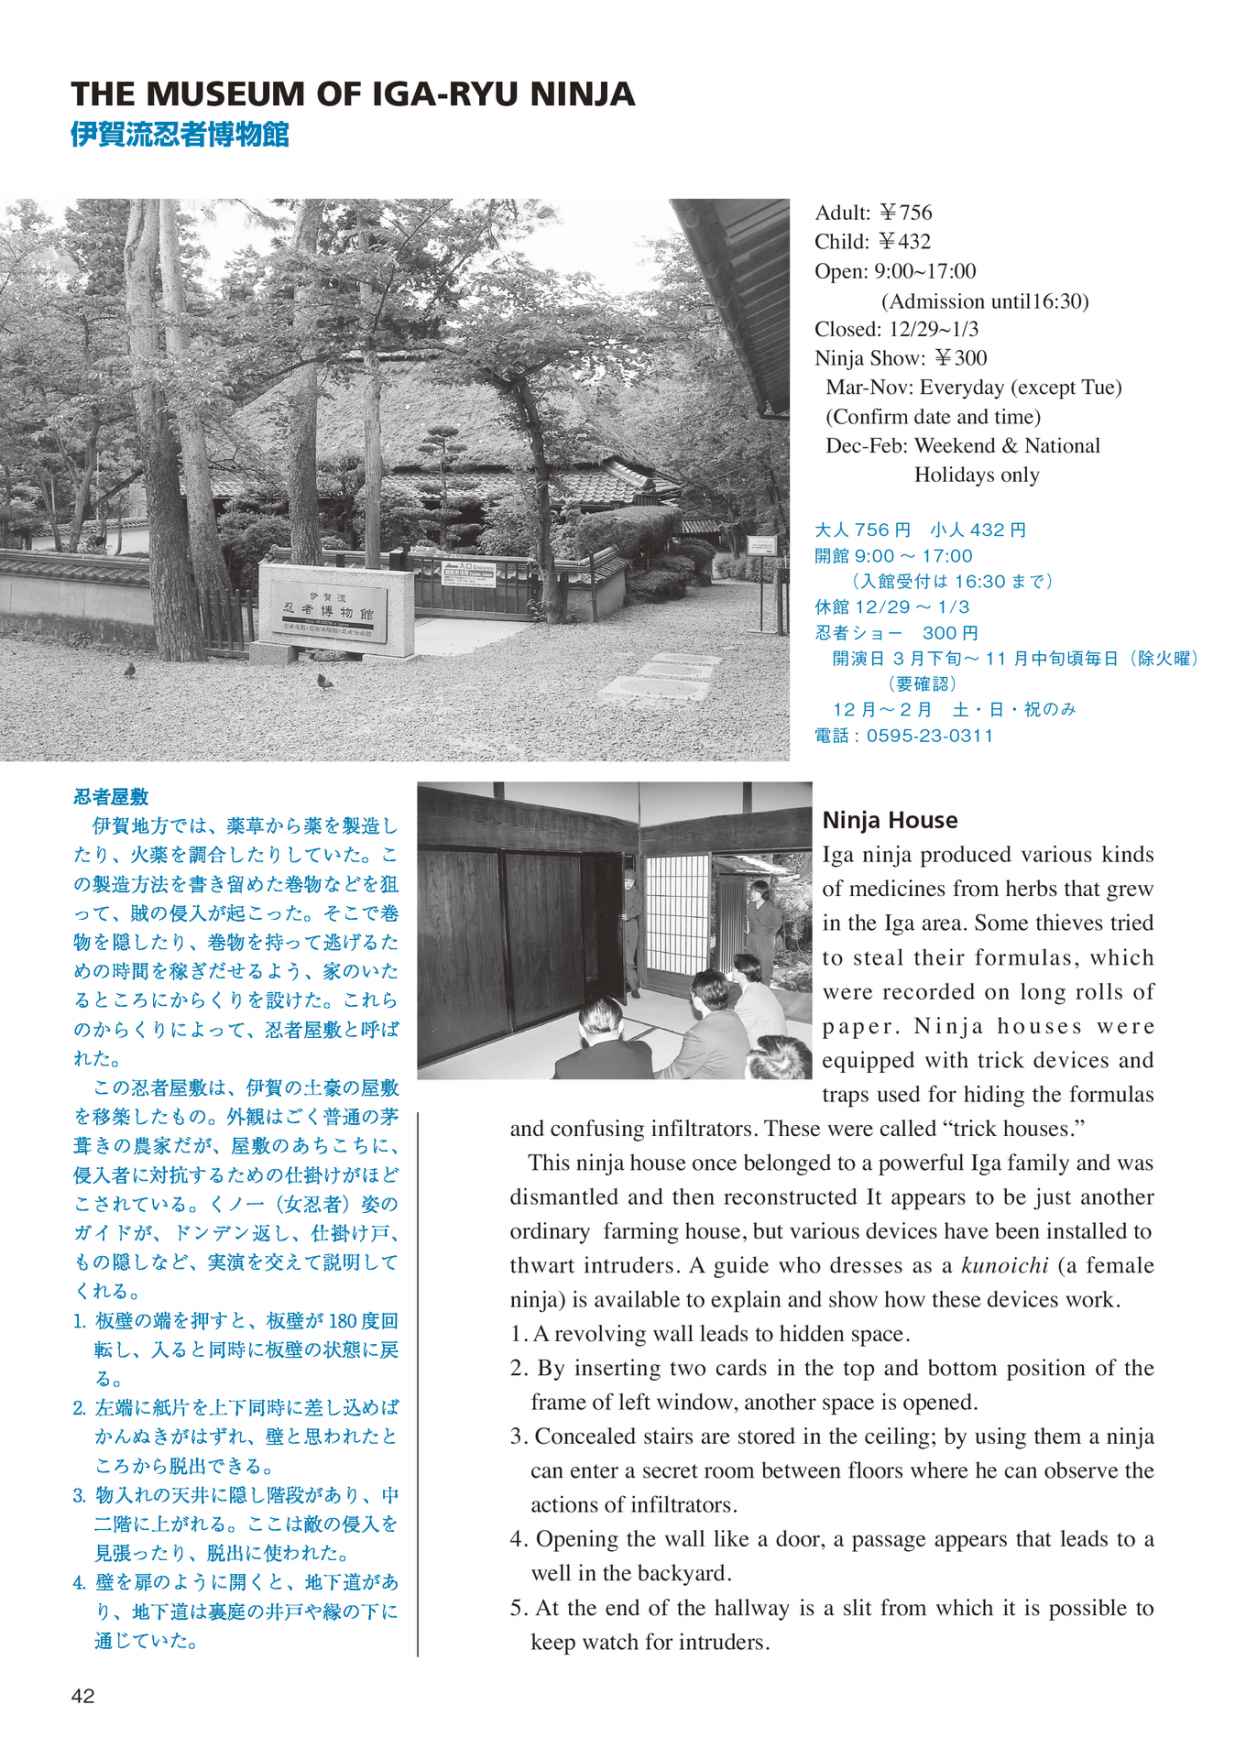 THE MUSEUM OF IGA-RYU NINJA
伊賀流忍者博物館
伊賀流
忍者博物館
入口
Adult: ￥756
Child: ￥432
Open: 9:00~17:00
(Admission until16:30)
Closed: 12/29~1/3
Ninja Show: ￥300
Mar-Nov: Everyday (except Tue)
(Confirm date and time)
Dec-Feb: Weekend & National
Holidays only
大人 756 円　小人 432 円
開館 9:00 ～ 17:00
（入館受付は 16:30 まで）
休館 12/29 ～ 1/3
忍者ショー　300 円
開演日 3 月下旬～ 11 月中旬頃毎日（除火曜）
（要確認）
12 月～ 2 月　土・日・祝のみ
電話 : 0595-23-0311
忍者屋敷
伊賀地方では、薬草から薬を製造し
たり、火薬を調合したりしていた。こ
の製造方法を書き留めた巻物などを狙
って、賊の侵入が起こった。そこで巻
物を隠したり、巻物を持って逃げるた
めの時間を稼ぎだせるよう、家のいた
るところにからくりを設けた。これら
のからくりによって、忍者屋敷と呼ば
れた。
この忍者屋敷は、伊賀の土豪の屋敷
を移築したもの。外観はごく普通の茅
葺きの農家だが、屋敷のあちこちに、
侵入者に対抗するための仕掛けがほど
こされている。くノ一（女忍者）姿の
ガイドが、ドンデン返し、仕掛け戸、
もの隠しなど、実演を交えて説明して
くれる。
1. 板壁の端を押すと、板壁が 180 度回
転し、入ると同時に板壁の状態に戻
る。
2. 左端に紙片を上下同時に差し込めば
かんぬきがはずれ、壁と思われたと
ころから脱出できる。
3. 物入れの天井に隠し階段があり、中
二階に上がれる。ここは敵の侵入を
見張ったり、脱出に使われた。
4. 壁を扉のように開くと、地下道があ
り、地下道は裏庭の井戸や縁の下に
通じていた。
Ninja House
Iga ninja produced various kinds
of medicines from herbs that grew
in the Iga area. Some thieves tried
to steal their formulas, which
were recorded on long rolls of
paper. Ninja houses were
equipped with trick devices and
traps used for hiding the formulas
and confusing infiltrators. These were called “trick houses.”
This ninja house once belonged to a powerful Iga family and was
dismantled and then reconstructed It appears to be just another
ordinary farming house, but various devices have been installed to
thwart intruders. A guide who dresses as a kunoichi (a female
ninja) is available to explain and show how these devices work.
1. A revolving wall leads to hidden space.
2. By inserting two cards in the top and bottom position of the
frame of left window, another space is opened.
3. Concealed stairs are stored in the ceiling; by using them a ninja
can enter a secret room between floors where he can observe the
actions of infiltrators.
4. Opening the wall like a door, a passage appears that leads to a
well in the backyard.
5. At the end of the hallway is a slit from which it is possible to
keep watch for intruders.
42